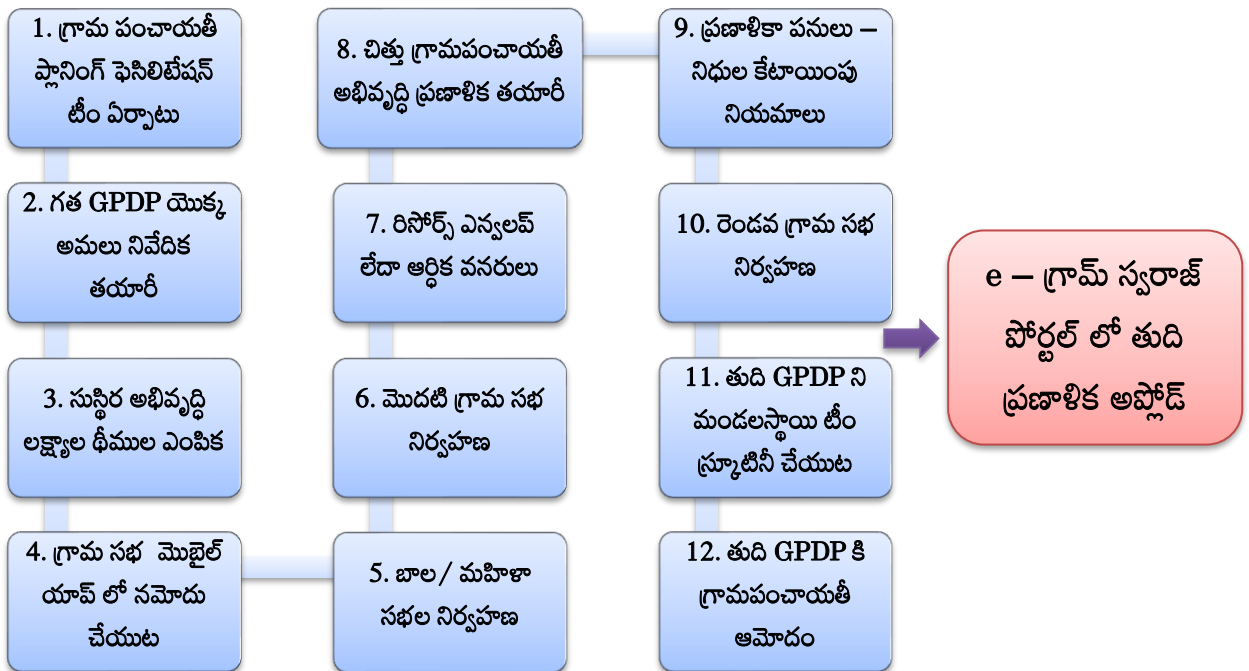 1. గ్రామ పంచాయతీ
ప్లానింగ్ ఫెసిలిటేషన్
టీం ఏర్పాటు
2. గత GPDP యొక్క
అమలు నివేదిక
తయారీ
3. సుస్థిర అభివృద్ధి
లక్ష్యాల థీముల ఎంపిక
4. గ్రామ సభ మొబైల్
యాప్ లో నమోదు
చేయుట
5. బాల/ మహిళా
సభల నిర్వహణ
6. మొదటి గ్రామ సభ
నిర్వహణ
7. రిసోర్స్ ఎన్వలప్
లేదా ఆర్ధిక వనరులు
8. చిత్తు గ్రామపంచాయతీ
అభివృద్ధి ప్రణాళిక తయారీ
9. ప్రణాళికా పనులు –
నిధుల కేటాయింపు
నియమాలు
10. రెండవ గ్రామ సభ
నిర్వహణ
11. తుది GPDP ని
మండలస్థాయి టీం
స్క్రూటినీ చేయుట
12. తుది GPDP కి
గ్రామపంచాయతీ
ఆమోదం
e – గ్రామ్ స్వరాజ్
పోర్టల్ లో తుది
ప్రణాళిక అప్లోడ్